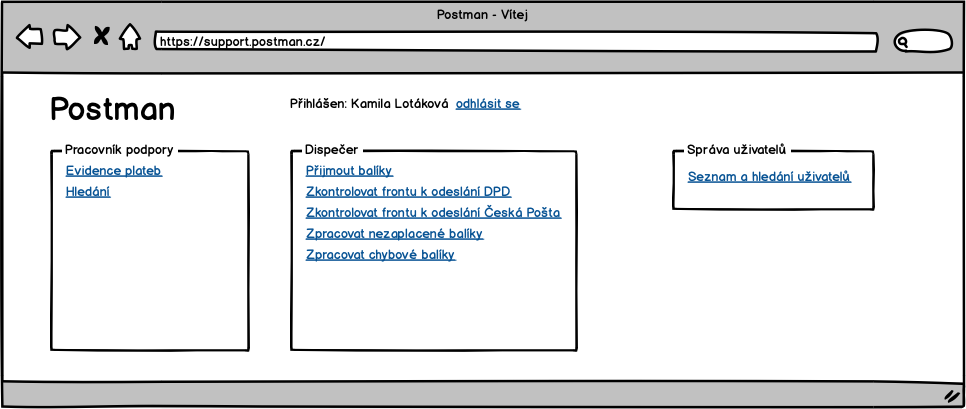 Postman - Vítej
https://support.postman.cz/
Postman
Přihlášen: Kamila Lotáková odhlásit se
Pracovník podpory
Evidence plateb
Hledání
Dispečer
Přijmout balíky
Zkontrolovat frontu k odeslání DPD
Zkontrolovat frontu k odeslání Česká Pošta
Zpracovat nezaplacené balíky
Zpracovat chybové balíky
Správa uživatelů
Seznam a hledání uživatelů